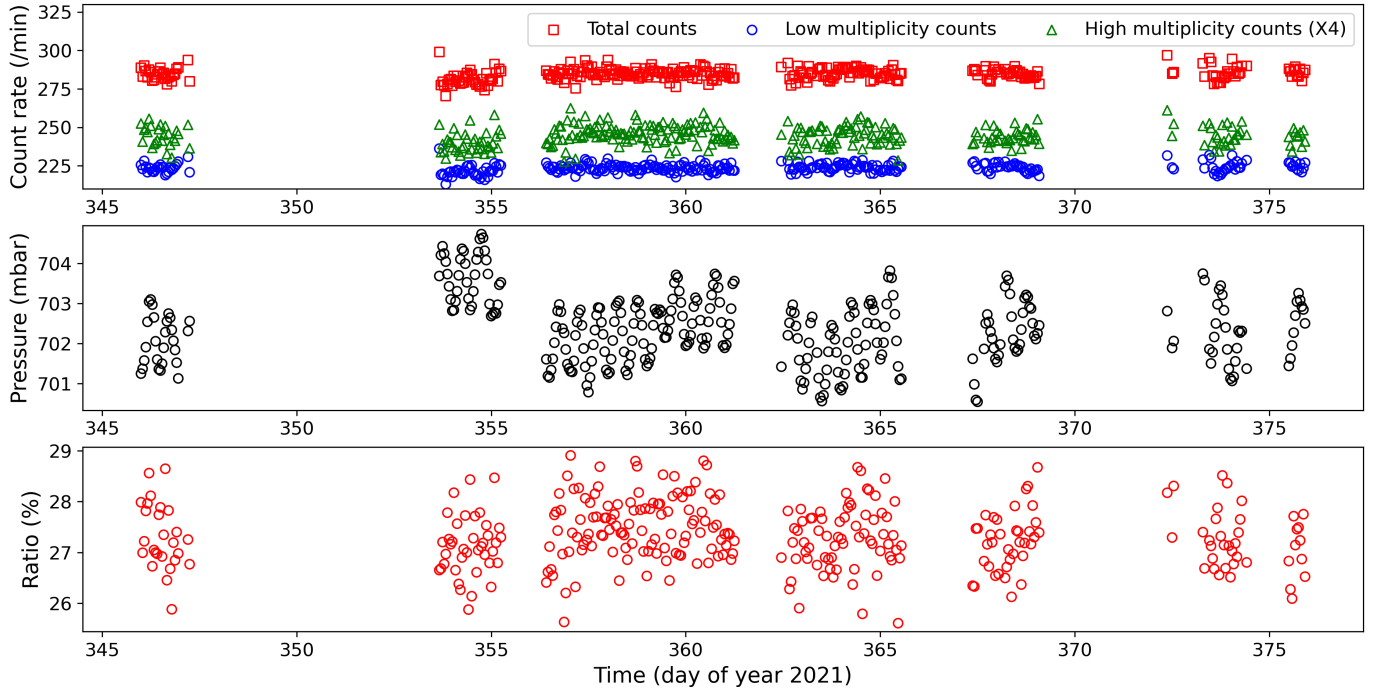 Count rate (/min)
325
300
275
250
225
Total counts Low multiplicity counts High multiplicity counts (X4)
345 350 355 360 365 370 375
Pressure (mbar)
704
703
702
701
345 350 355 360 365 370 375
Ratio (%)
29
28
27
26
345 350 355 360 365 370 375
Time (day of year 2021)